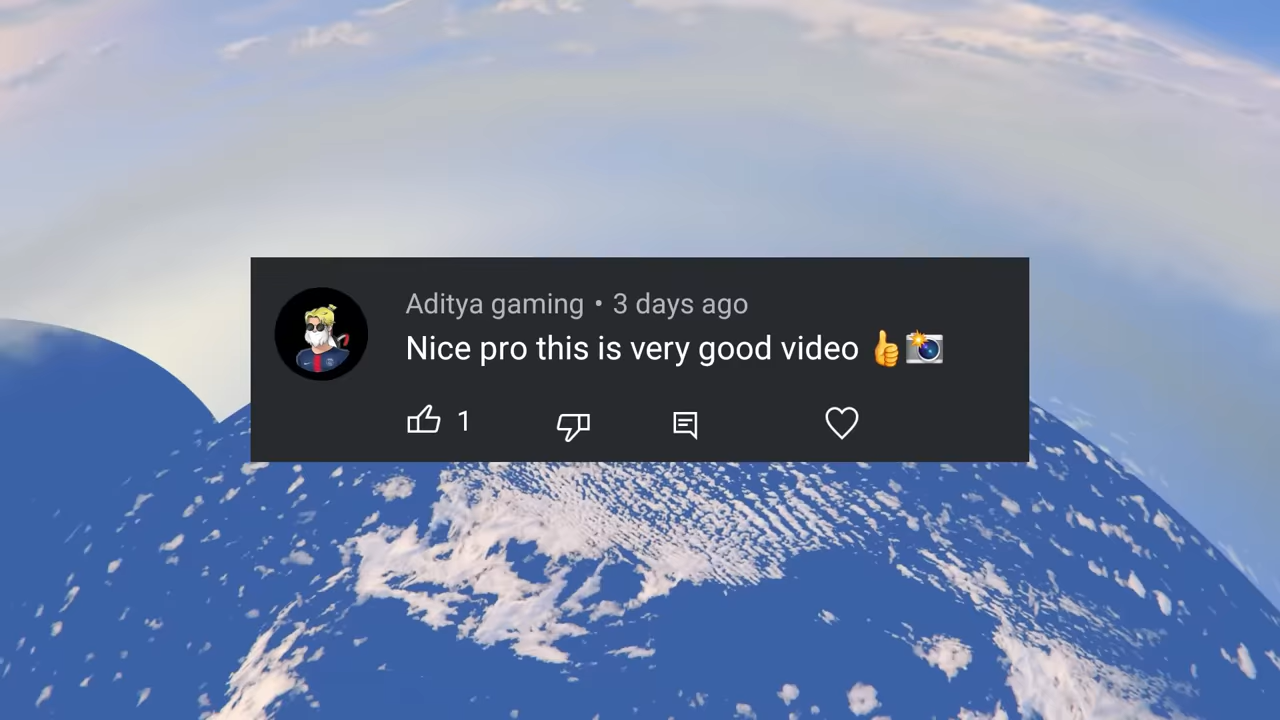 Aditya gaming • 3 days ago
Nice pro this is very good video 👍📸
1